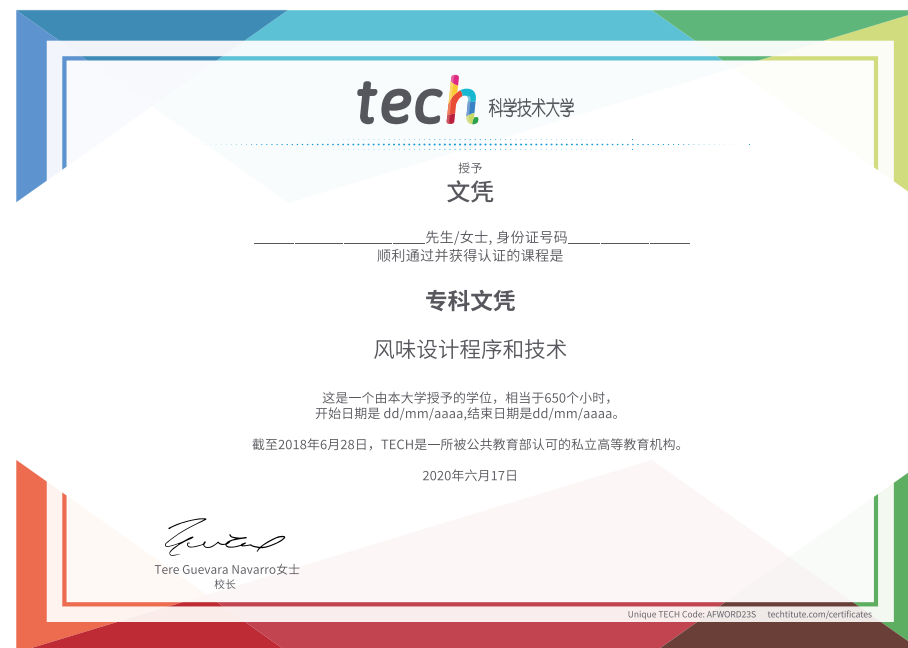 tech 科学技术大学
授予
文凭
______________________先生/女士, 身份证号码________________
顺利通过并获得认证的课程是
专科文凭
风味设计程序和技术
这是一个由本大学授予的学位，相当于650个小时，
开始日期是 dd/mm/aaaa,结束日期是dd/mm/aaaa。
截至2018年6月28日，TECH是一所被公共教育部认可的私立高等教育机构。
2020年六月17日
Tere Guevara Navarro女士
校长
Unique TECH Code: AFWORD23S techtitute.com/certificates